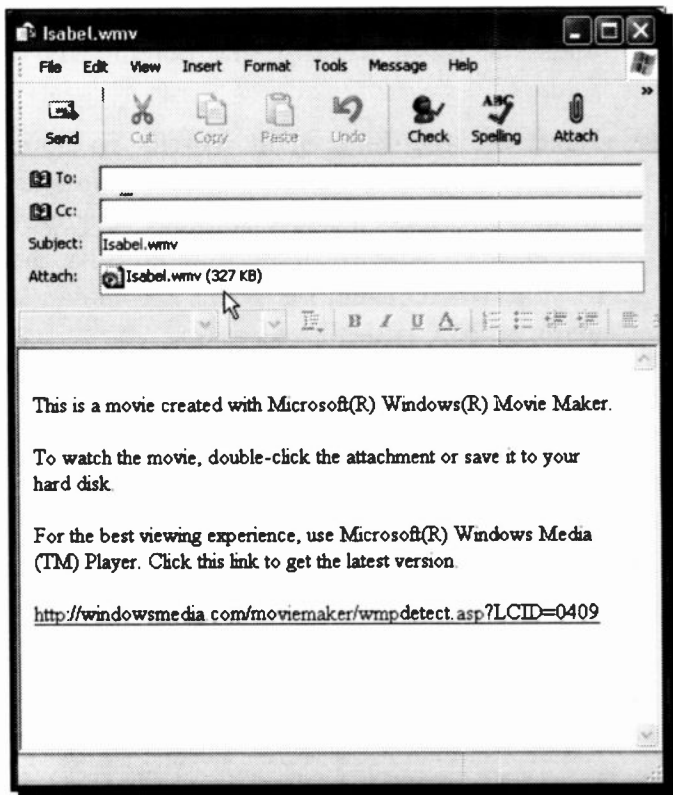 Isabel.wmv
File Edit View Insert Format Tools Message Help
Send Cut Copy Paste Undo Check Spelling Attach
To:
Cc:
Subject: Isabel.wmv
Attach: Isabel.wmv (327 KB)
B I U A
This is a movie created with Microsoft(R) Windows(R) Movie Maker.
To watch the movie, double-click the attachment or save it to your
hard disk.
For the best viewing experience, use Microsoft(R) Windows Media
(TM) Player. Click this link to get the latest version.
http://windowsmedia.com/moviemaker/wmpdetect.asp?LCID=0409